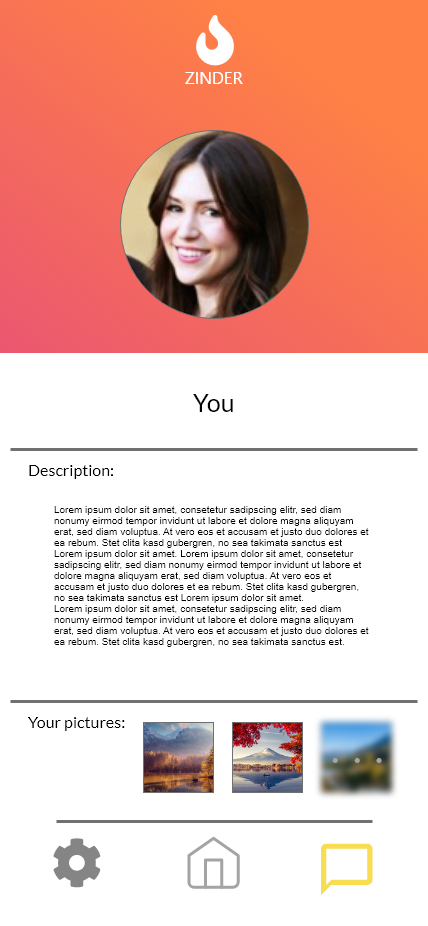 ZINDER
You
Description:
Lorem ipsum dolor sit amet, consetetur sadipscing elitr, sed diam
nonumy eirmod tempor invidunt ut labore et dolore magna aliquyam
erat, sed diam voluptua. At vero eos et accusam et justo duo dolores et
ea rebum. Stet clita kasd gubergren, no sea takimata sanctus est
Lorem ipsum dolor sit amet. Lorem ipsum dolor sit amet, consetetur
sadipscing elitr, sed diam nonumy eirmod tempor invidunt ut labore et
dolore magna aliquyam erat, sed diam voluptua. At vero eos et
accusam et justo duo dolores et ea rebum. Stet clita kasd gubergren,
no sea takimata sanctus est Lorem ipsum dolor sit amet.
Lorem ipsum dolor sit amet, consetetur sadipscing elitr, sed diam
nonumy eirmod tempor invidunt ut labore et dolore magna aliquyam
erat, sed diam voluptua. At vero eos et accusam et justo duo dolores et
ea rebum. Stet clita kasd gubergren, no sea takimata sanctus est.
Your pictures: